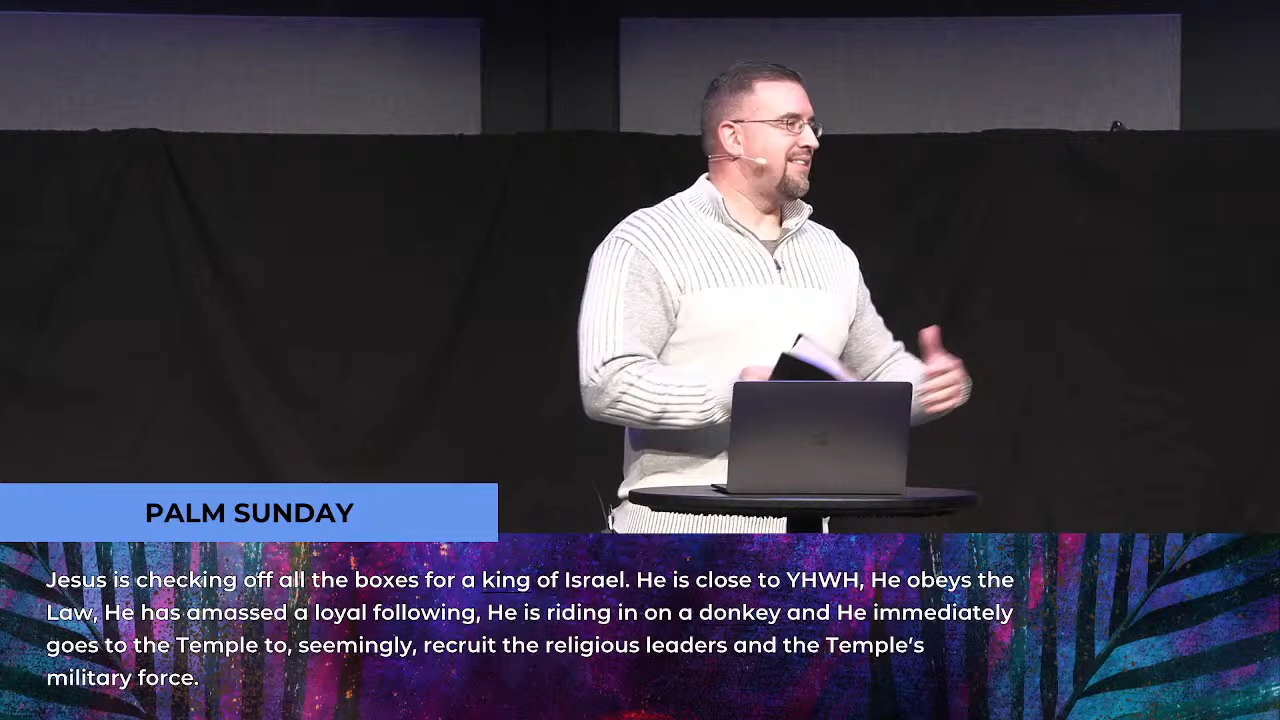 PALM SUNDAY
Jesus is checking off all the boxes for a king of Israel. He is close to YHWH, He obeys the
Law, He has amassed a loyal following, He is riding in on a donkey and He immediately
goes to the Temple to, seemingly, recruit the religious leaders and the Temple’s
military force.